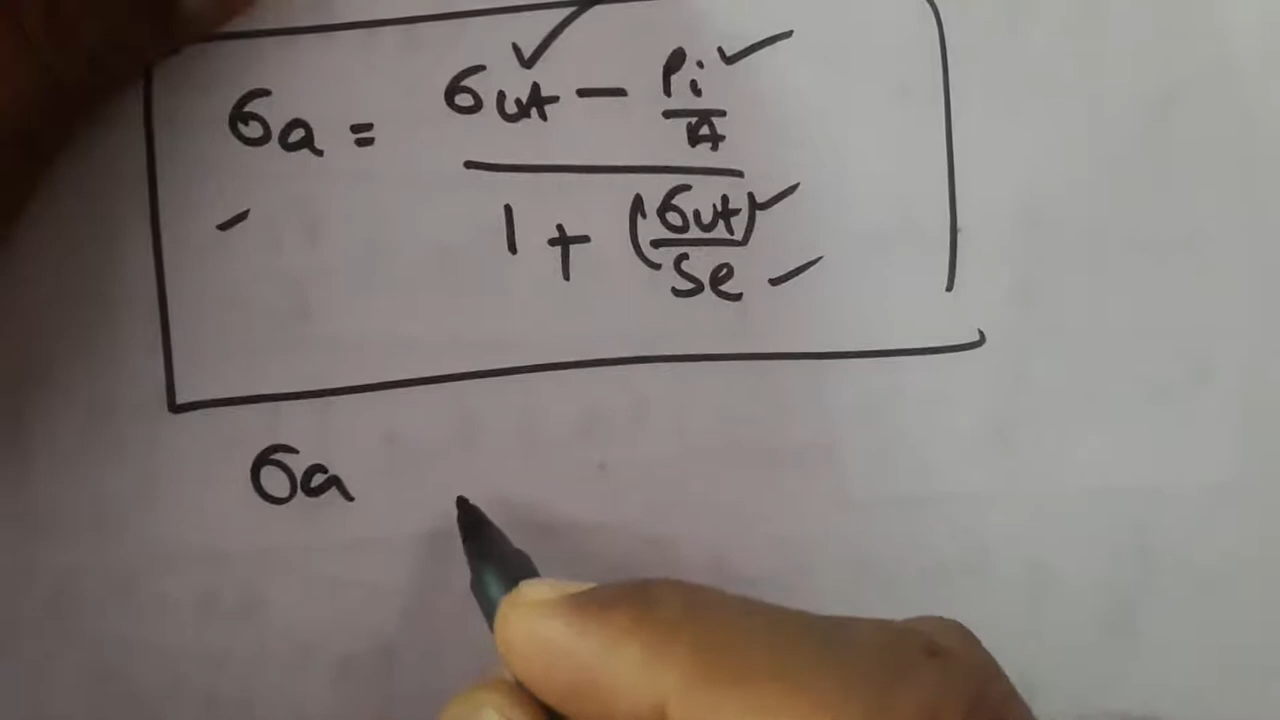 σa = (σut - Pi/A) / (1 + (σut/Se))
σa